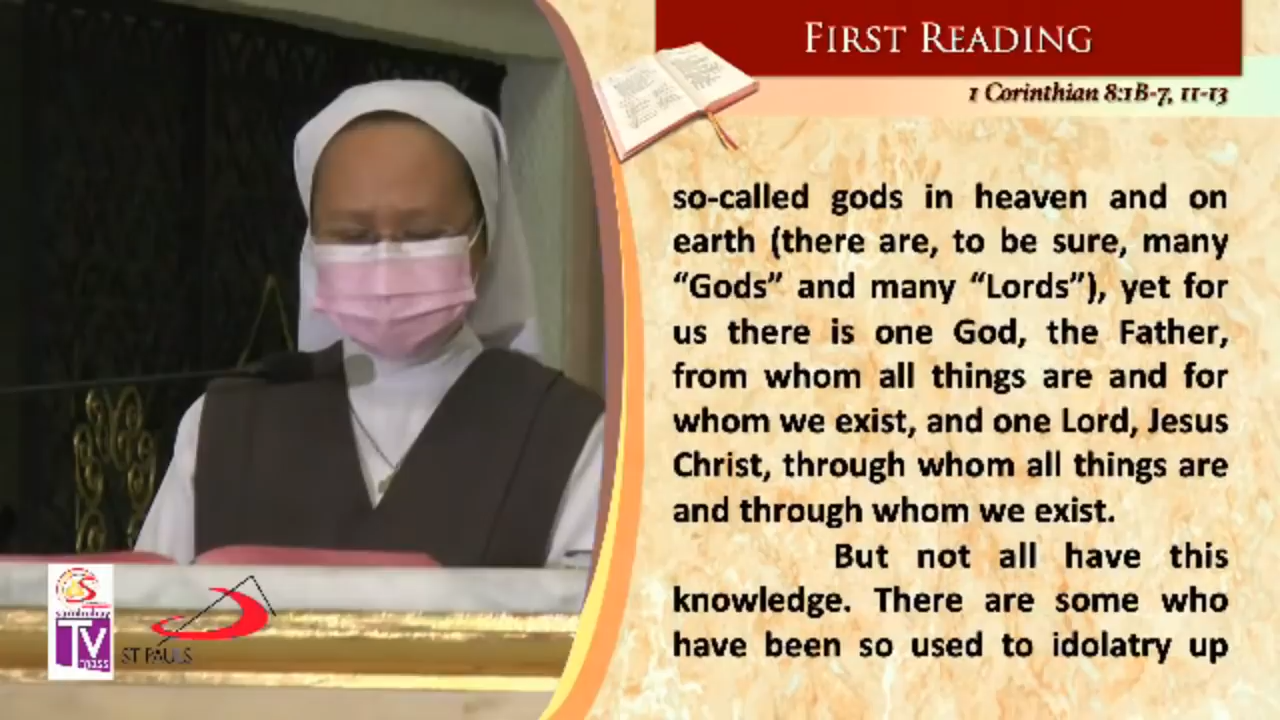 FIRST READING
1 Corinthian 8:1B-7, 11-13
so-called gods in heaven and on
earth (there are, to be sure, many
“Gods” and many “Lords”), yet for
us there is one God, the Father,
from whom all things are and for
whom we exist, and one Lord, Jesus
Christ, through whom all things are
and through whom we exist.
But not all have this
knowledge. There are some who
have been so used to idolatry up
TV
mass
ST PAULS